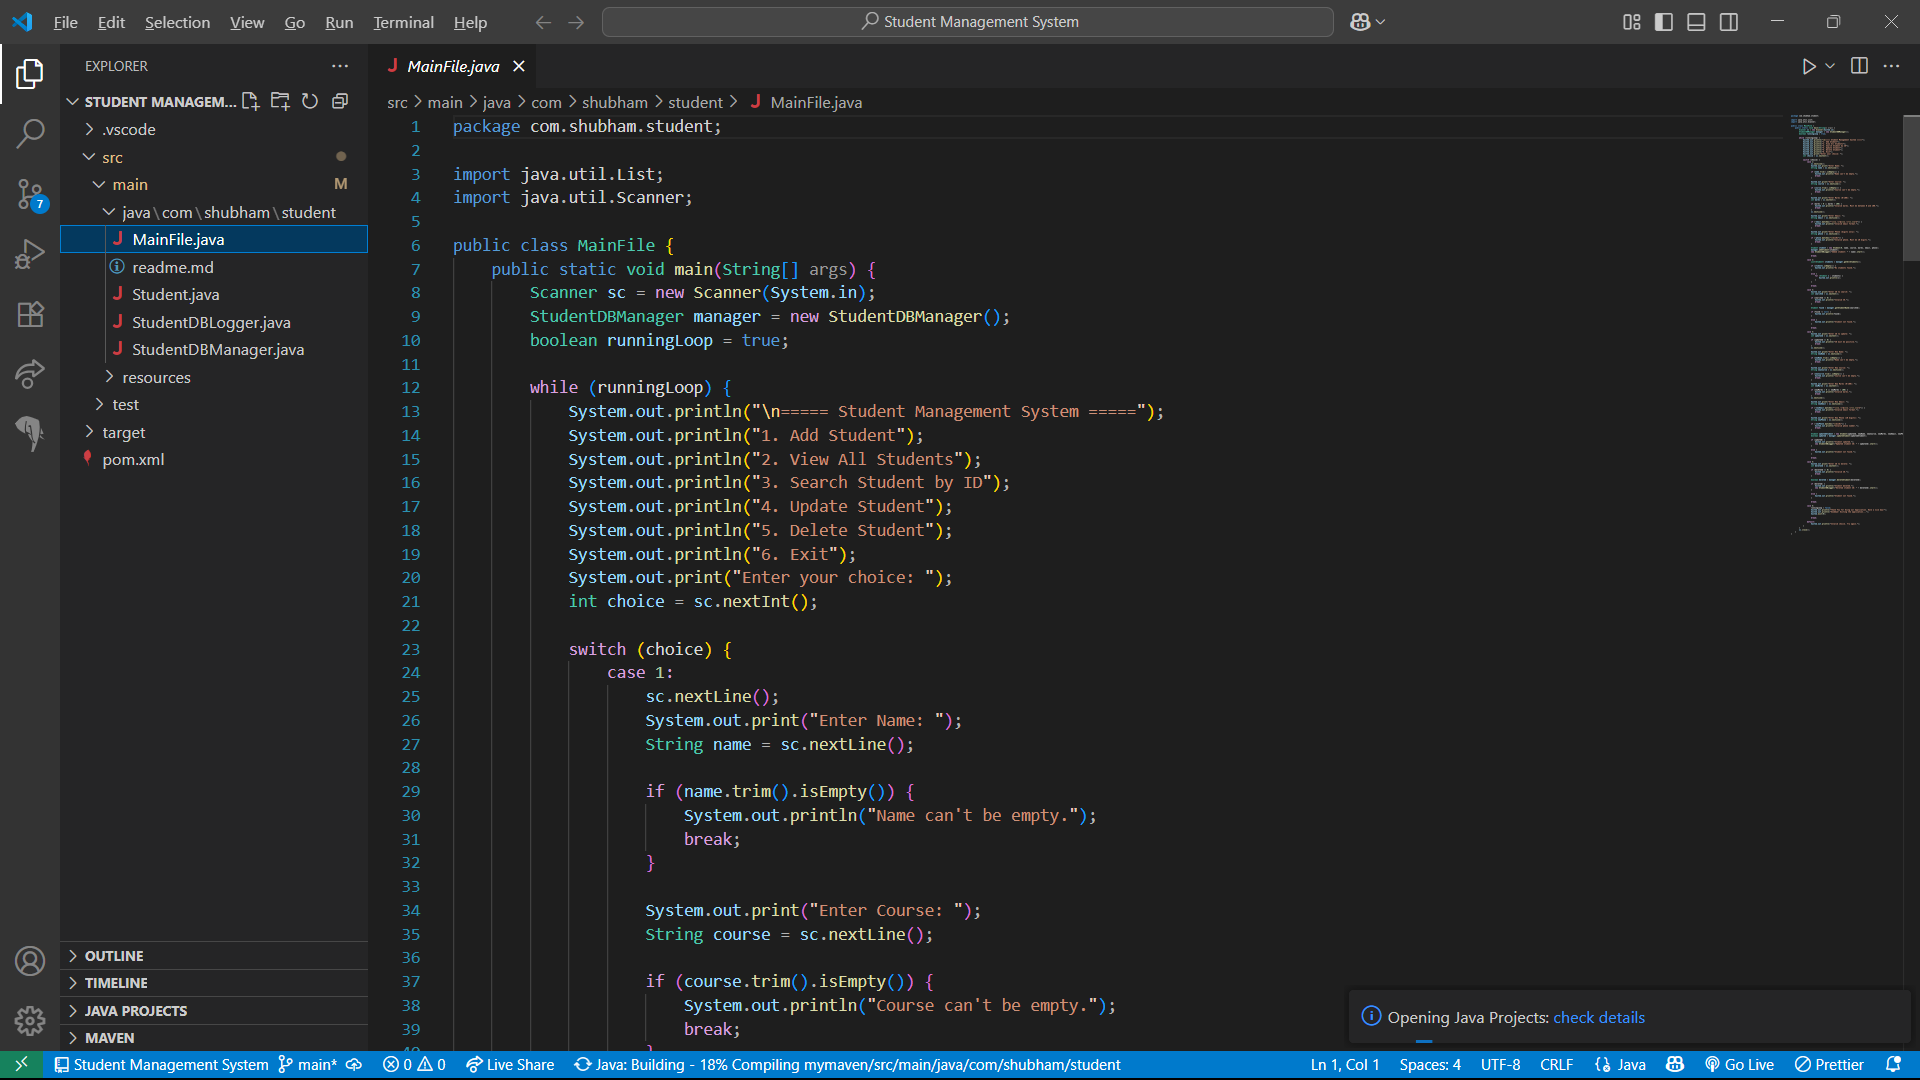 File Edit Selection View Go Run Terminal Help
Student Management System
EXPLORER
STUDENT MANAGEM...
.vscode
src
main M
java\com\shubham\student
MainFile.java
readme.md
Student.java
StudentDBLogger.java
StudentDBManager.java
resources
test
target
pom.xml
OUTLINE
TIMELINE
JAVA PROJECTS
MAVEN
7
MainFile.java
src > main > java > com > shubham > student > MainFile.java
1 package com.shubham.student;
2
3 import java.util.List;
4 import java.util.Scanner;
5
6 public class MainFile {
7 public static void main(String[] args) {
8 Scanner sc = new Scanner(System.in);
9 StudentDBManager manager = new StudentDBManager();
10 boolean runningLoop = true;
11
12 while (runningLoop) {
13 System.out.println("\n===== Student Management System =====");
14 System.out.println("1. Add Student");
15 System.out.println("2. View All Students");
16 System.out.println("3. Search Student by ID");
17 System.out.println("4. Update Student");
18 System.out.println("5. Delete Student");
19 System.out.println("6. Exit");
20 System.out.print("Enter your choice: ");
21 int choice = sc.nextInt();
22
23 switch (choice) {
24 case 1:
25 sc.nextLine();
26 System.out.print("Enter Name: ");
27 String name = sc.nextLine();
28
29 if (name.trim().isEmpty()) {
30 System.out.println("Name can't be empty.");
31 break;
32 }
33
34 System.out.print("Enter Course: ");
35 String course = sc.nextLine();
36
37 if (course.trim().isEmpty()) {
38 System.out.println("Course can't be empty.");
39 break;
Opening Java Projects: check details
Student Management System main* 0 0 Live Share Java: Building - 18% Compiling mymaven/src/main/java/com/shubham/student Ln 1, Col 1 Spaces: 4 UTF-8 CRLF Java Go Live Prettier